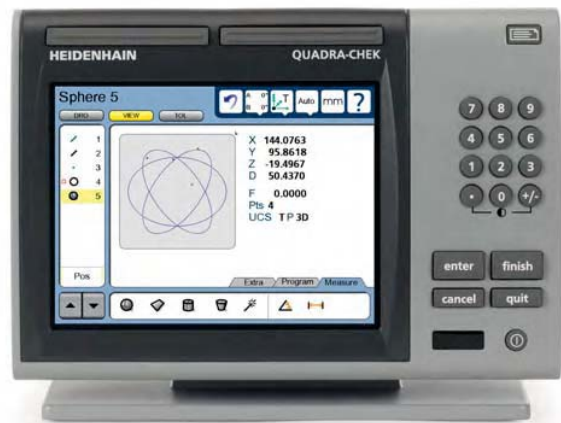 HEIDENHAIN
QUADRA-CHEK
Sphere 5
T
Auto
mm
?
DRO
VIEW
TOL
1
2
3
4
5
Pos
X 144.0763
Y 95.8618
Z -19.4967
D 50.4370
F 0.0000
Pts 4
UCS T P 3D
Extra
Program
Measure
7 8 9
4 5 6
1 2 3
. 0 +/-
enter
finish
cancel
quit